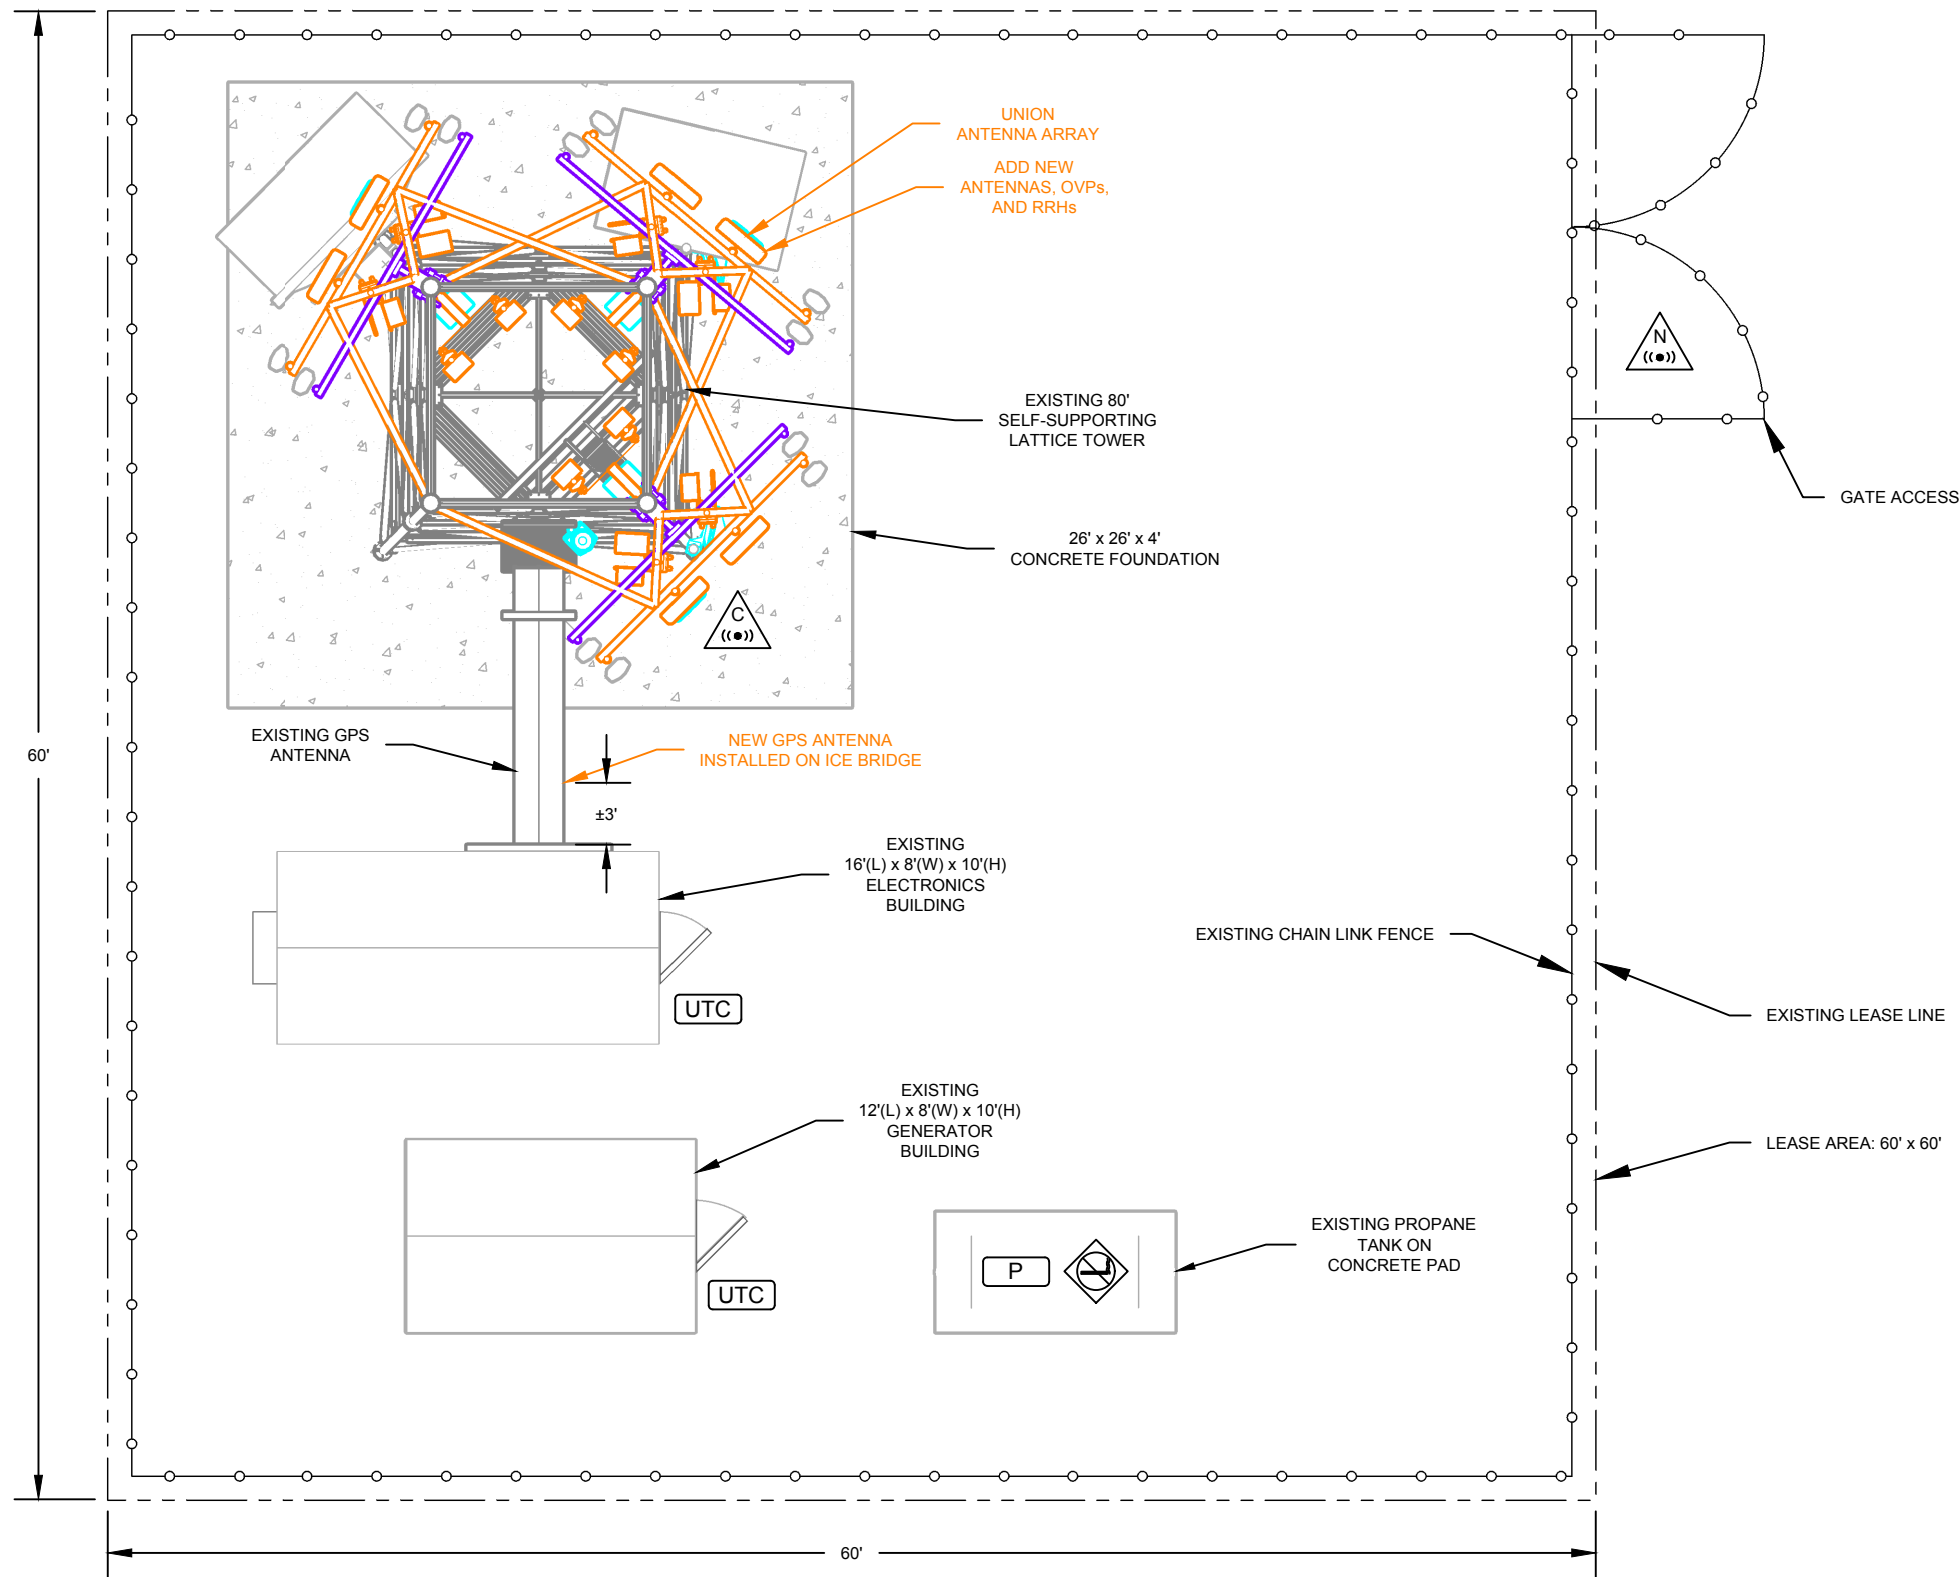 UNION
ANTENNA ARRAY
ADD NEW
ANTENNAS, OVPs,
AND RRHs
N
((●))
EXISTING 80'
SELF-SUPPORTING
LATTICE TOWER
GATE ACCESS
26' x 26' x 4'
CONCRETE FOUNDATION
C
((●))
EXISTING GPS
ANTENNA
NEW GPS ANTENNA
INSTALLED ON ICE BRIDGE
60'
±3'
EXISTING
16'(L) x 8'(W) x 10'(H)
ELECTRONICS
BUILDING
EXISTING CHAIN LINK FENCE
UTC
EXISTING LEASE LINE
EXISTING
12'(L) x 8'(W) x 10'(H)
GENERATOR
BUILDING
LEASE AREA: 60' x 60'
EXISTING PROPANE
TANK ON
CONCRETE PAD
P
UTC
60'